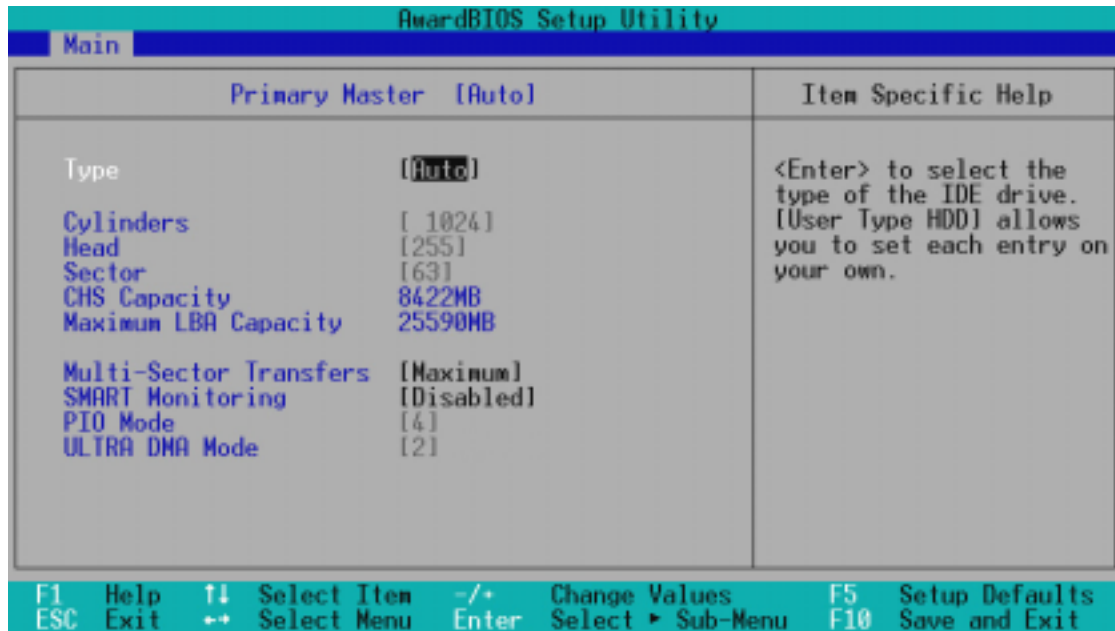 AwardBIOS Setup Utility
Main
Primary Master [Auto]
Item Specific Help
Type [Auto]
Cylinders [ 1024]
Head [255]
Sector [63]
CHS Capacity 8422MB
Maximum LBA Capacity 25590MB
Multi-Sector Transfers [Maximum]
SMART Monitoring [Disabled]
PIO Mode [4]
ULTRA DMA Mode [2]
<Enter> to select the
type of the IDE drive.
[User Type HDD] allows
you to set each entry on
your own.
F1 Help ↑↓ Select Item -/+ Change Values F5 Setup Defaults
ESC Exit ←→ Select Menu Enter Select ► Sub-Menu F10 Save and Exit